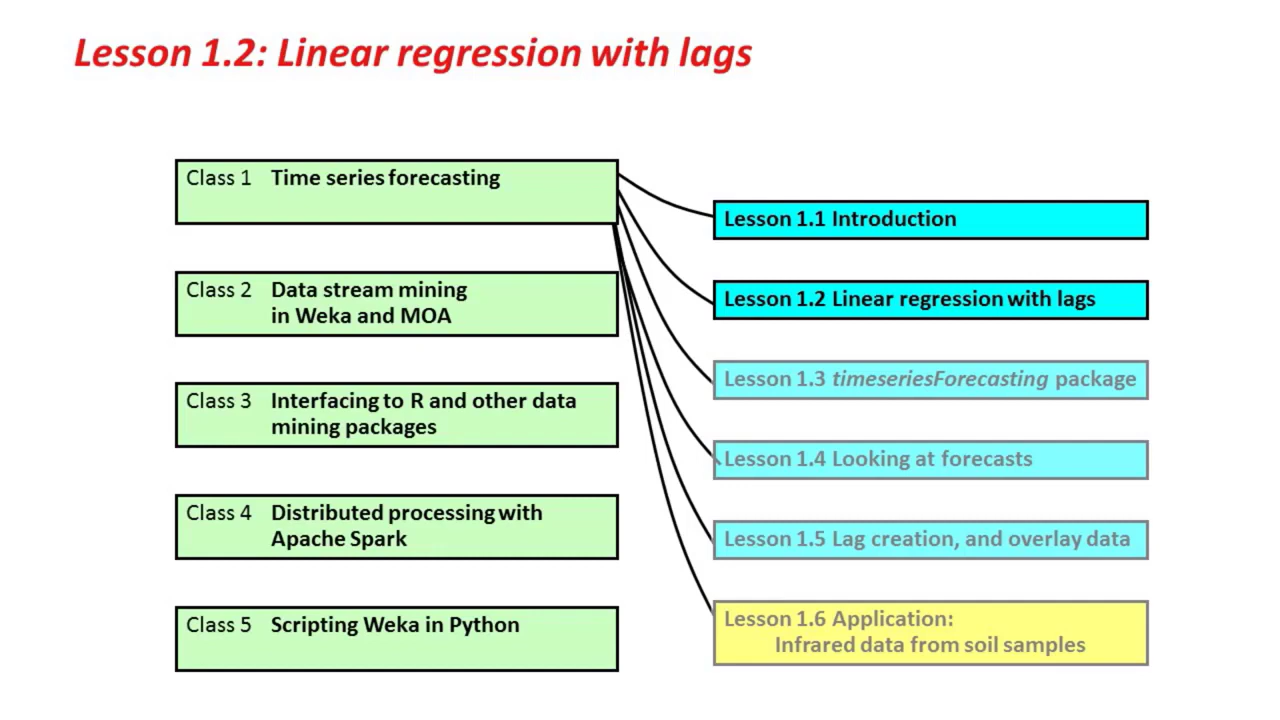 Lesson 1.2: Linear regression with lags
Class 1 Time series forecasting
Class 2 Data stream mining
in Weka and MOA
Class 3 Interfacing to R and other data
mining packages
Class 4 Distributed processing with
Apache Spark
Class 5 Scripting Weka in Python
Lesson 1.1 Introduction
Lesson 1.2 Linear regression with lags
Lesson 1.3 timeseriesForecasting package
Lesson 1.4 Looking at forecasts
Lesson 1.5 Lag creation, and overlay data
Lesson 1.6 Application:
Infrared data from soil samples